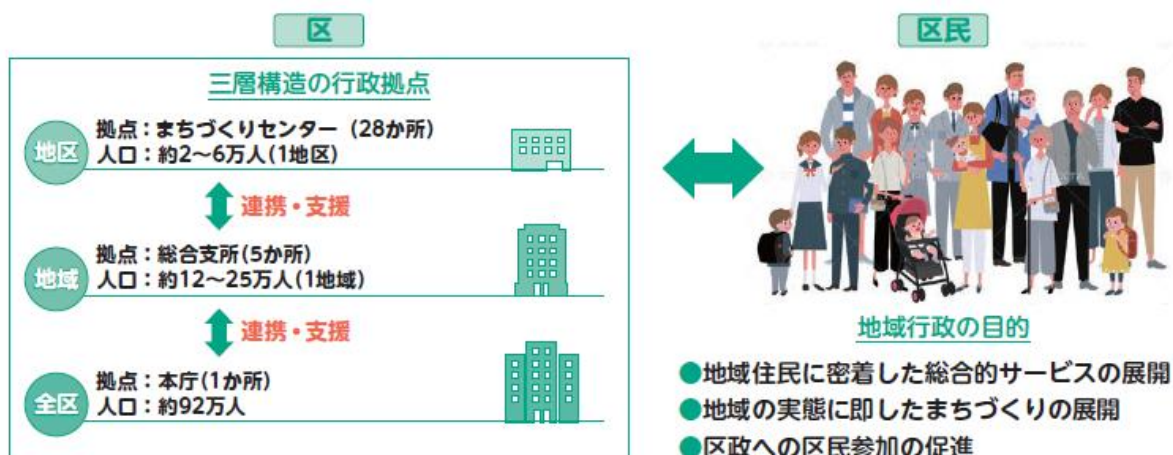 区
三層構造の行政拠点
地区
拠点：まちづくりセンター（28か所）
人口：約2～6万人(1地区)
連携・支援
地域
拠点：総合支所(5か所)
人口：約12～25万人(1地域)
連携・支援
全区
拠点：本庁(1か所)
人口：約92万人
区民
地域行政の目的
●地域住民に密着した総合的サービスの展開
●地域の実態に即したまちづくりの展開
●区政への区民参加の促進